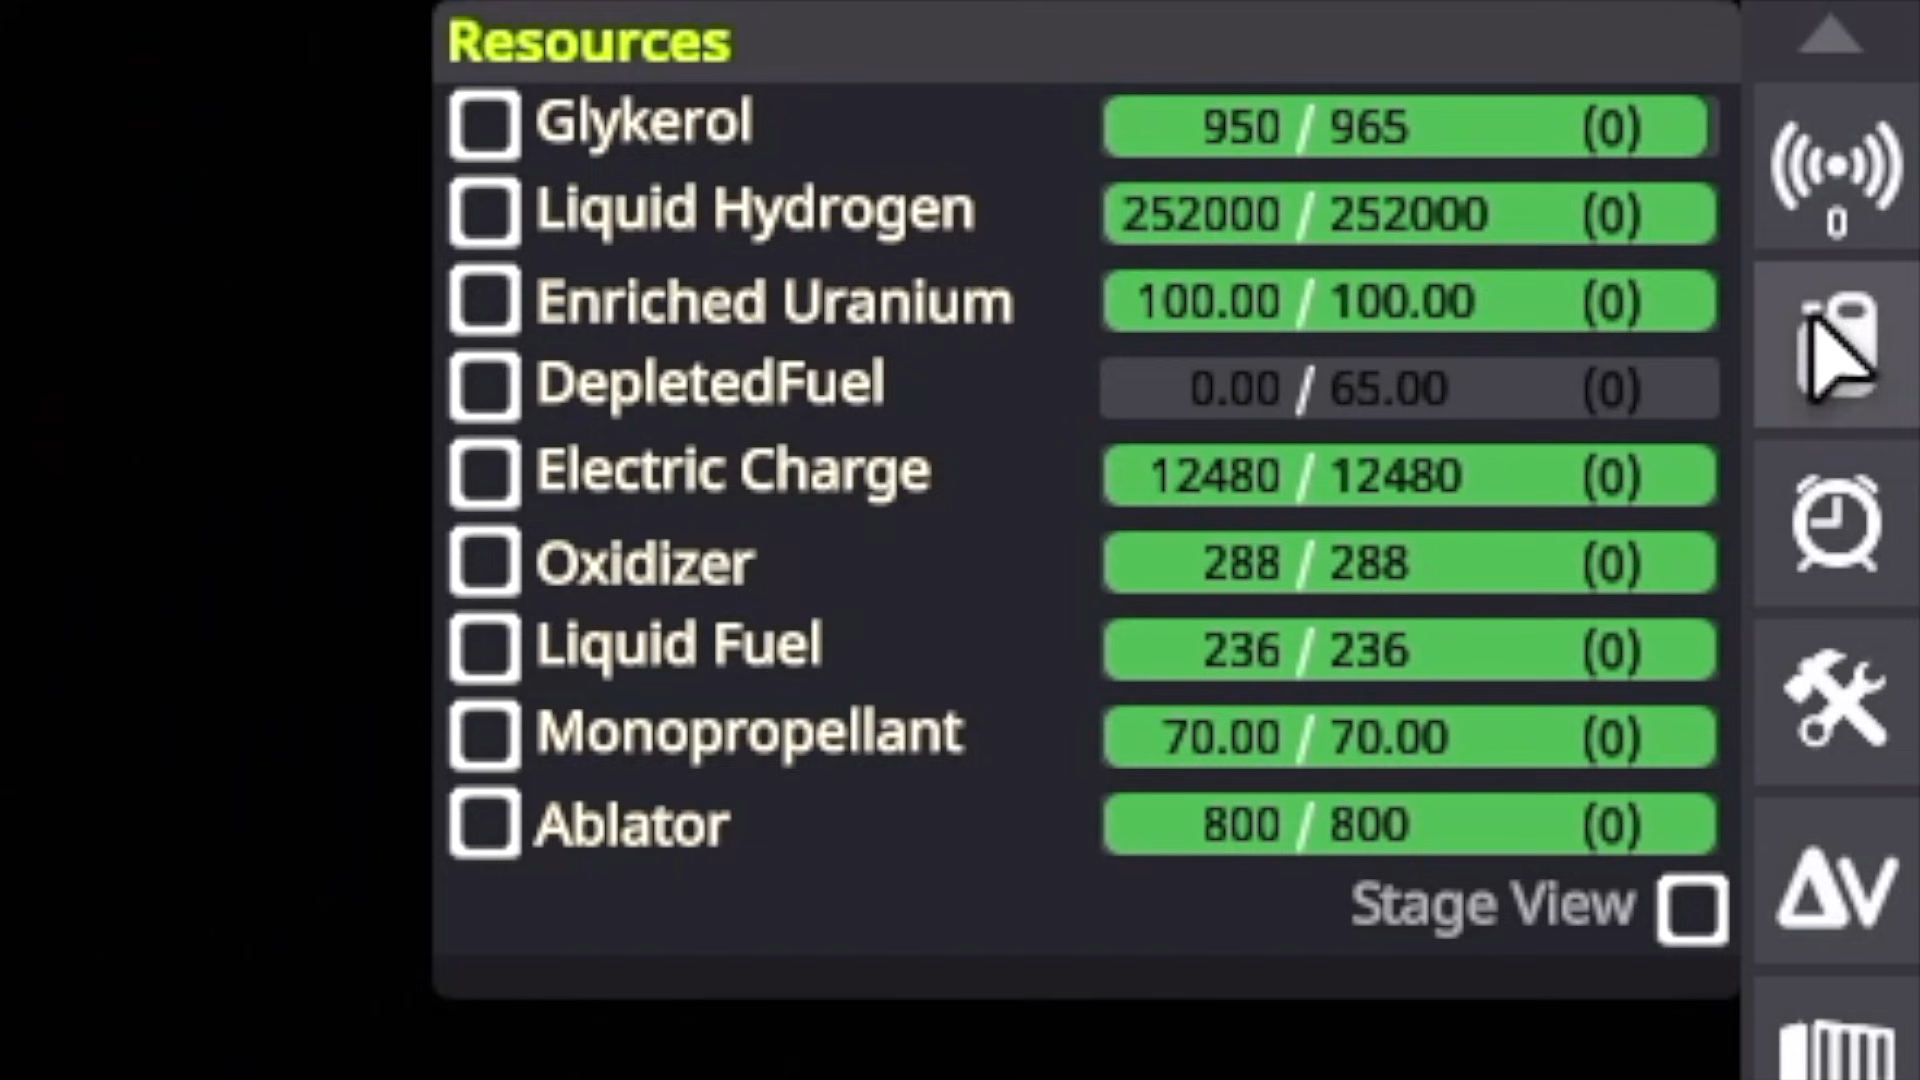 Resources
Glykerol 950 / 965 (0)
Liquid Hydrogen 252000 / 252000 (0)
0
Enriched Uranium 100.00 / 100.00 (0)
DepletedFuel 0.00 / 65.00 (0)
Electric Charge 12480 / 12480 (0)
Oxidizer 288 / 288 (0)
Liquid Fuel 236 / 236 (0)
Monopropellant 70.00 / 70.00 (0)
Ablator 800 / 800 (0)
Stage View
ΔV